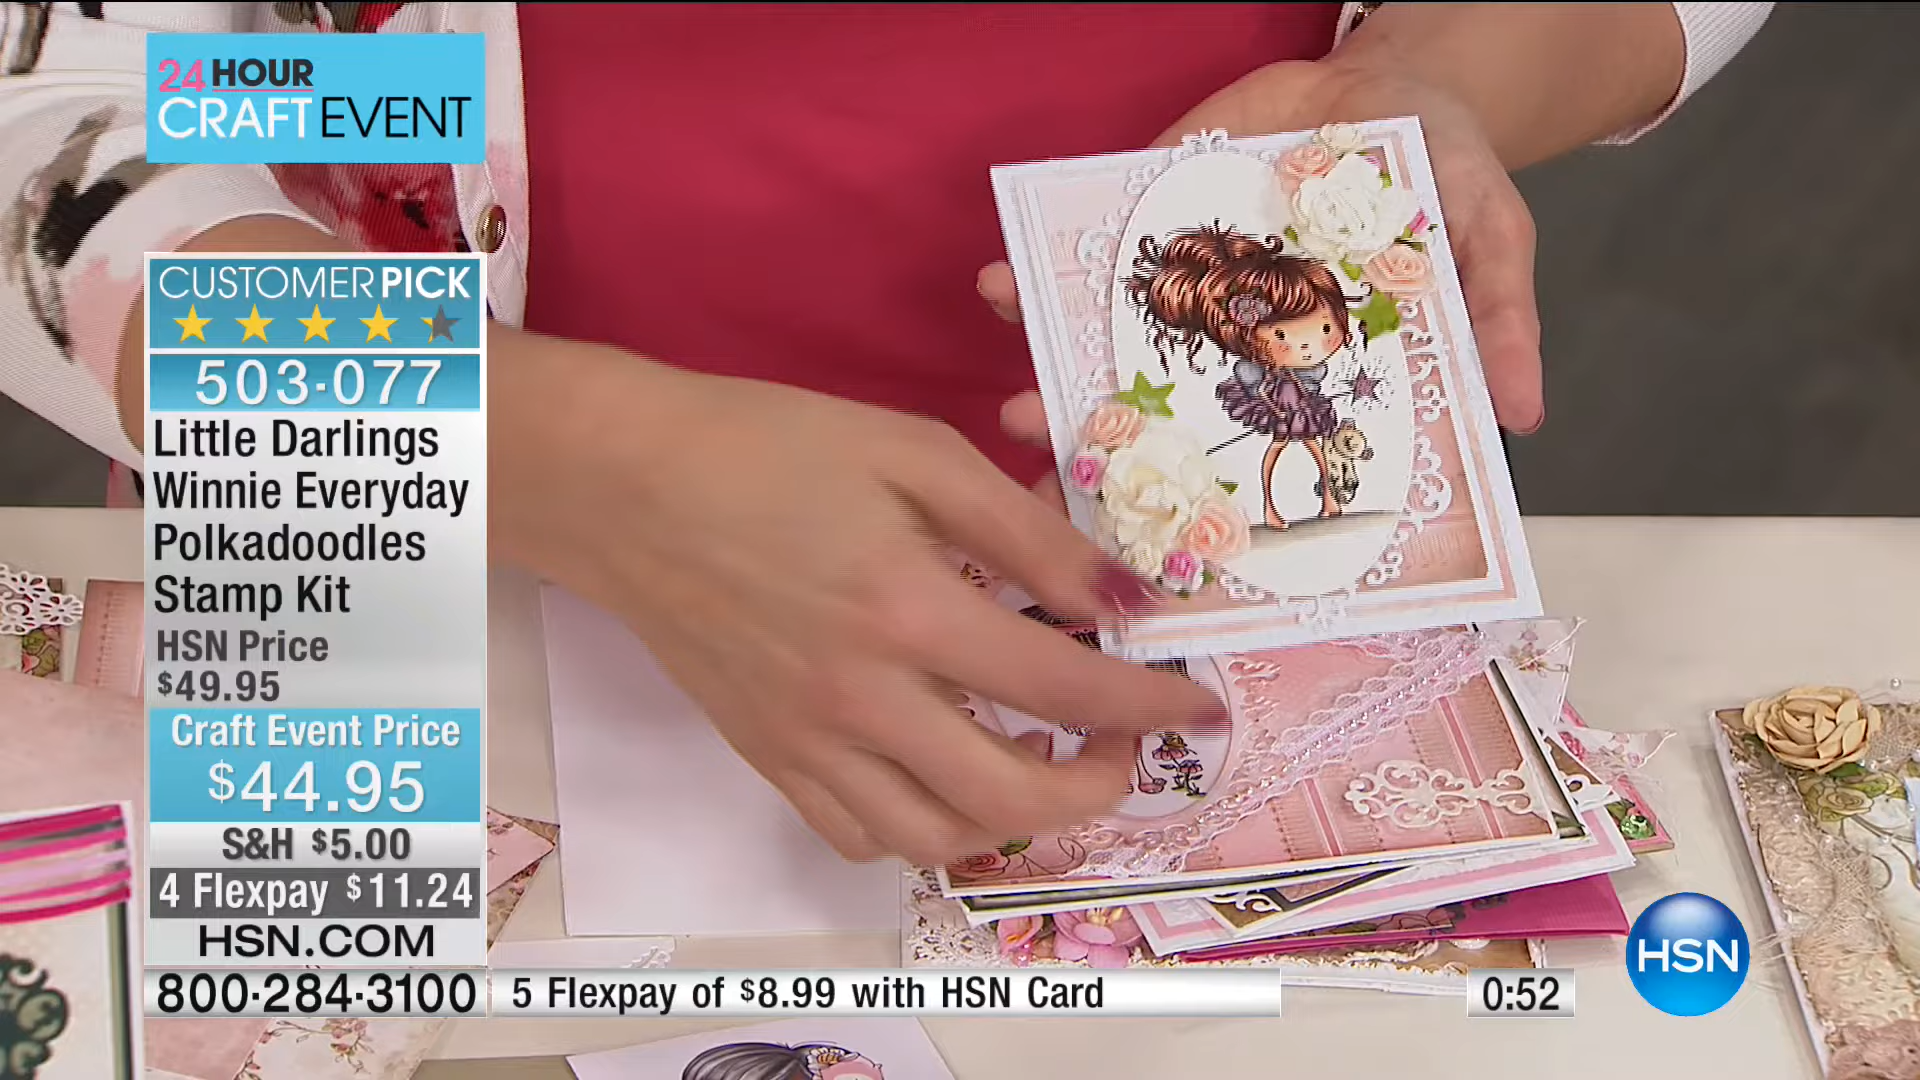 24 HOUR
CRAFT EVENT
CUSTOMER PICK
503·077
Little Darlings
Winnie Everyday
Polkadoodles
Stamp Kit
HSN Price
$49.95
Craft Event Price
$44.95
S&H $5.00
4 Flexpay $11.24
HSN.COM
800·284·3100
5 Flexpay of $8.99 with HSN Card
0:52
HSN